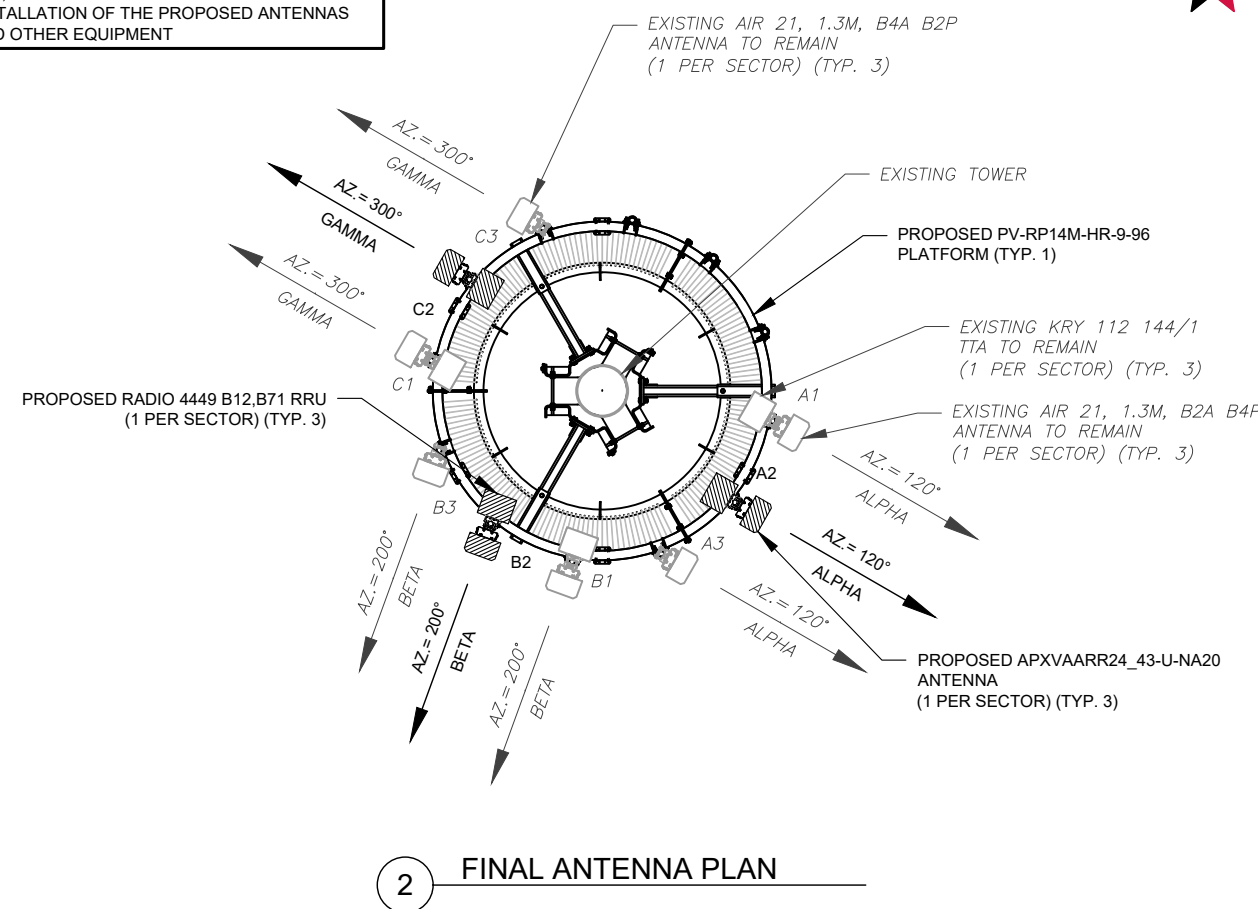 TALLATION OF THE PROPOSED ANTENNAS
OTHER EQUIPMENT
EXISTING AIR 21, 1.3M, B4A B2P
ANTENNA TO REMAIN
(1 PER SECTOR) (TYP. 3)
AZ.= 300°
GAMMA
AZ.= 300°
GAMMA
AZ.= 300°
GAMMA
EXISTING TOWER
C3
PROPOSED PV-RP14M-HR-9-96
PLATFORM (TYP. 1)
C2
EXISTING KRY 112 144/1
TTA TO REMAIN
(1 PER SECTOR) (TYP. 3)
C1
A1
PROPOSED RADIO 4449 B12,B71 RRU
(1 PER SECTOR) (TYP. 3)
EXISTING AIR 21, 1.3M, B2A B4P
ANTENNA TO REMAIN
(1 PER SECTOR) (TYP. 3)
A2
AZ.= 120°
ALPHA
B3
A3
B2
B1
AZ.= 120°
ALPHA
AZ.= 120°
ALPHA
AZ.= 200°
BETA
AZ.= 200°
BETA
AZ.= 200°
BETA
PROPOSED APXVAARR24_43-U-NA20
ANTENNA
(1 PER SECTOR) (TYP. 3)
2
FINAL ANTENNA PLAN